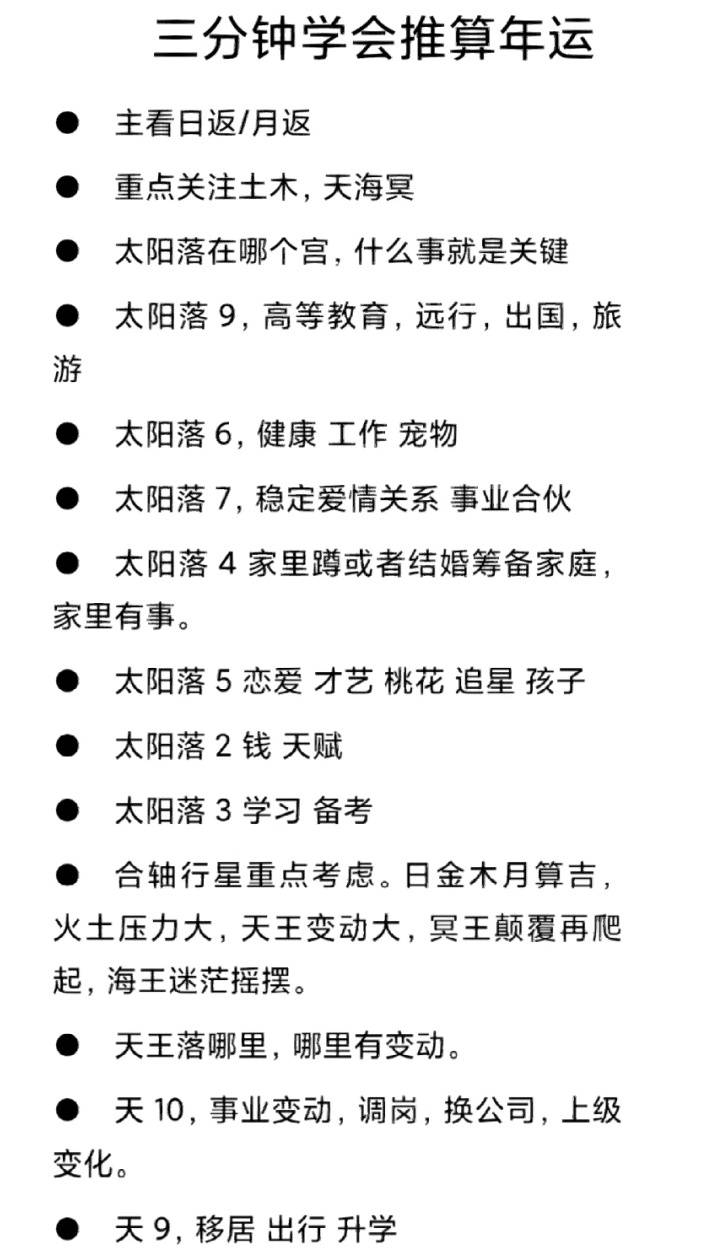 三分钟学会推算年运
● 主看日返/月返
● 重点关注土木，天海冥
● 太阳落在哪个宫，什么事就是关键
● 太阳落 9，高等教育，远行，出国，旅
游
● 太阳落 6，健康 工作 宠物
● 太阳落 7，稳定爱情关系 事业合伙
● 太阳落 4 家里蹲或者结婚筹备家庭，
家里有事。
● 太阳落 5 恋爱 才艺 桃花 追星 孩子
● 太阳落 2 钱 天赋
● 太阳落 3 学习 备考
● 合轴行星重点考虑。日金木月算吉，
火土压力大，天王变动大，冥王颠覆再爬
起，海王迷茫摇摆。
● 天王落哪里，哪里有变动。
● 天 10，事业变动，调岗，换公司，上级
变化。
● 天 9，移居 出行 升学